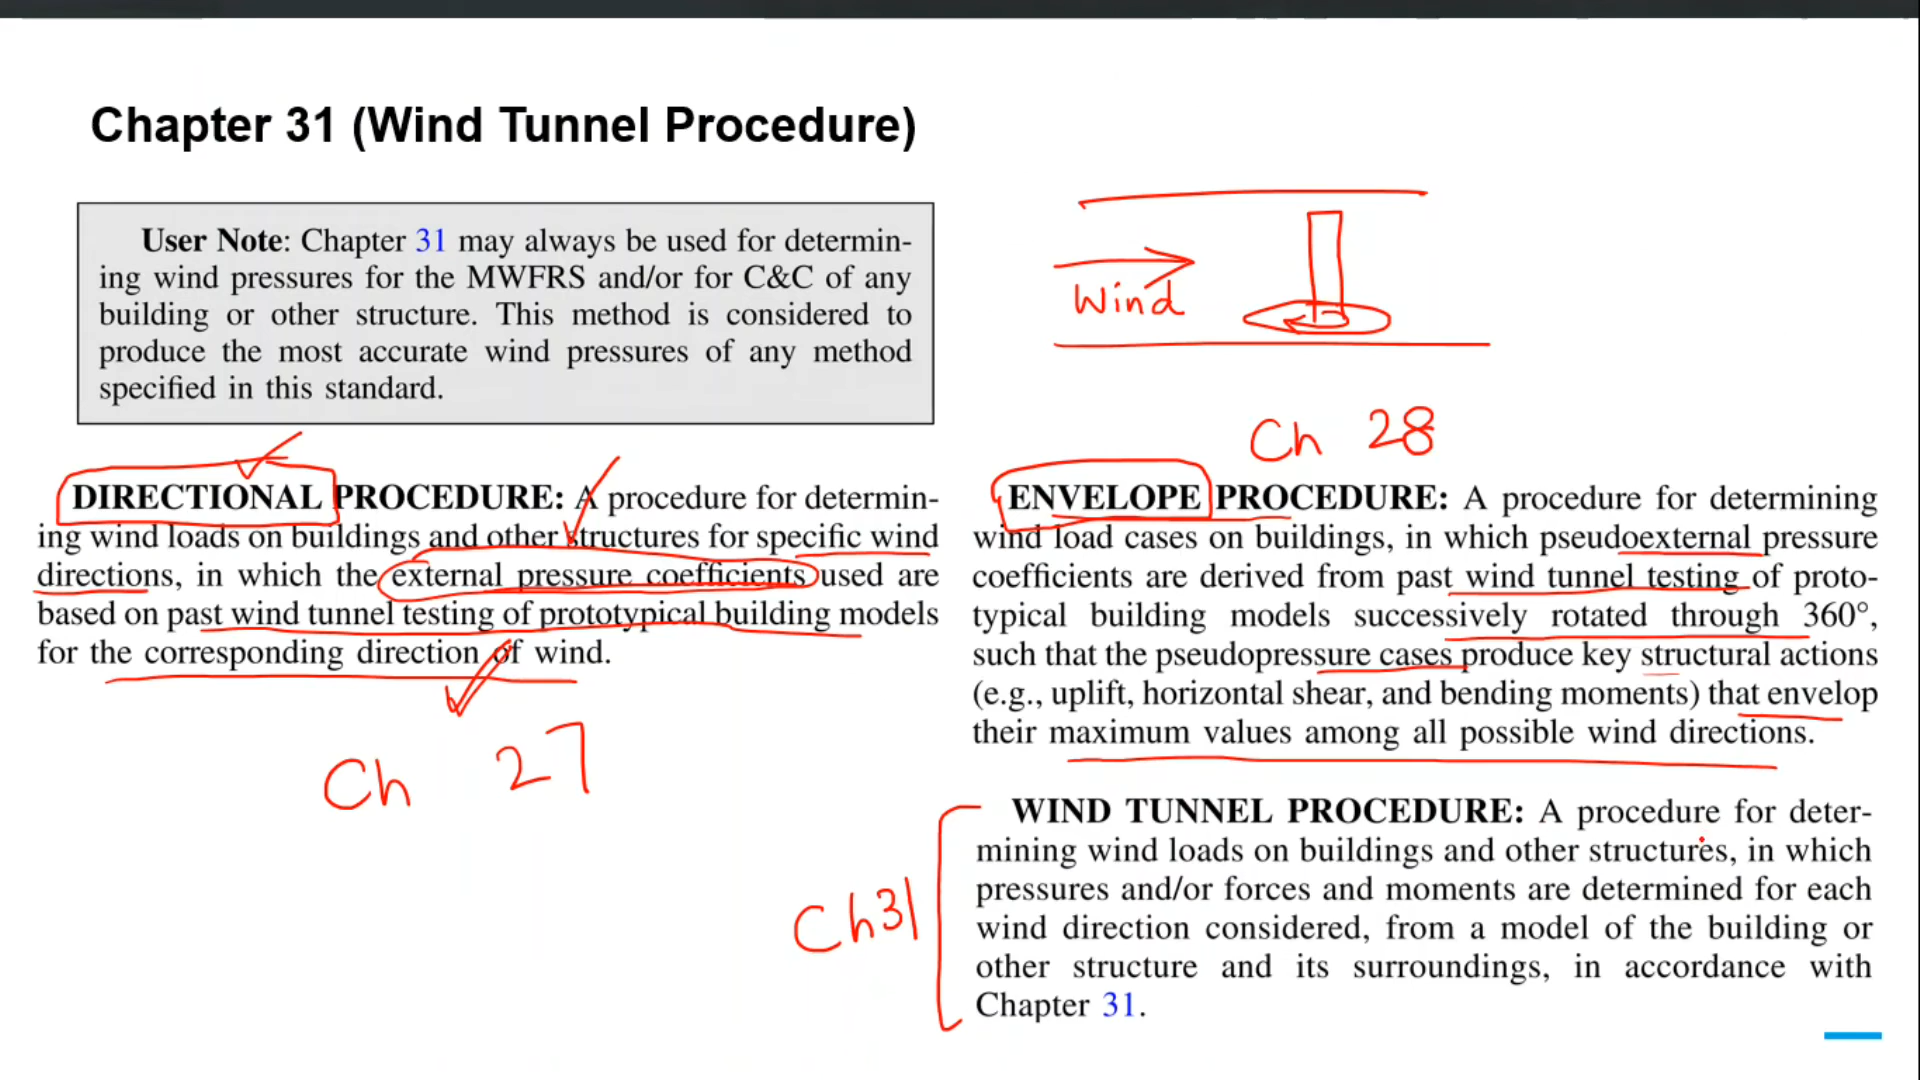 Chapter 31 (Wind Tunnel Procedure)
User Note: Chapter 31 may always be used for determin-
ing wind pressures for the MWFRS and/or for C&C of any
building or other structure. This method is considered to
produce the most accurate wind pressures of any method
specified in this standard.
DIRECTIONAL PROCEDURE: A procedure for determin-
ing wind loads on buildings and other structures for specific wind
directions, in which the external pressure coefficients used are
based on past wind tunnel testing of prototypical building models
for the corresponding direction of wind.
Ch 27
Wind
Ch 28
ENVELOPE PROCEDURE: A procedure for determining
wind load cases on buildings, in which pseudoexternal pressure
coefficients are derived from past wind tunnel testing of proto-
typical building models successively rotated through 360°,
such that the pseudopressure cases produce key structural actions
(e.g., uplift, horizontal shear, and bending moments) that envelop
their maximum values among all possible wind directions.
Ch31
WIND TUNNEL PROCEDURE: A procedure for deter-
mining wind loads on buildings and other structures, in which
pressures and/or forces and moments are determined for each
wind direction considered, from a model of the building or
other structure and its surroundings, in accordance with
Chapter 31.